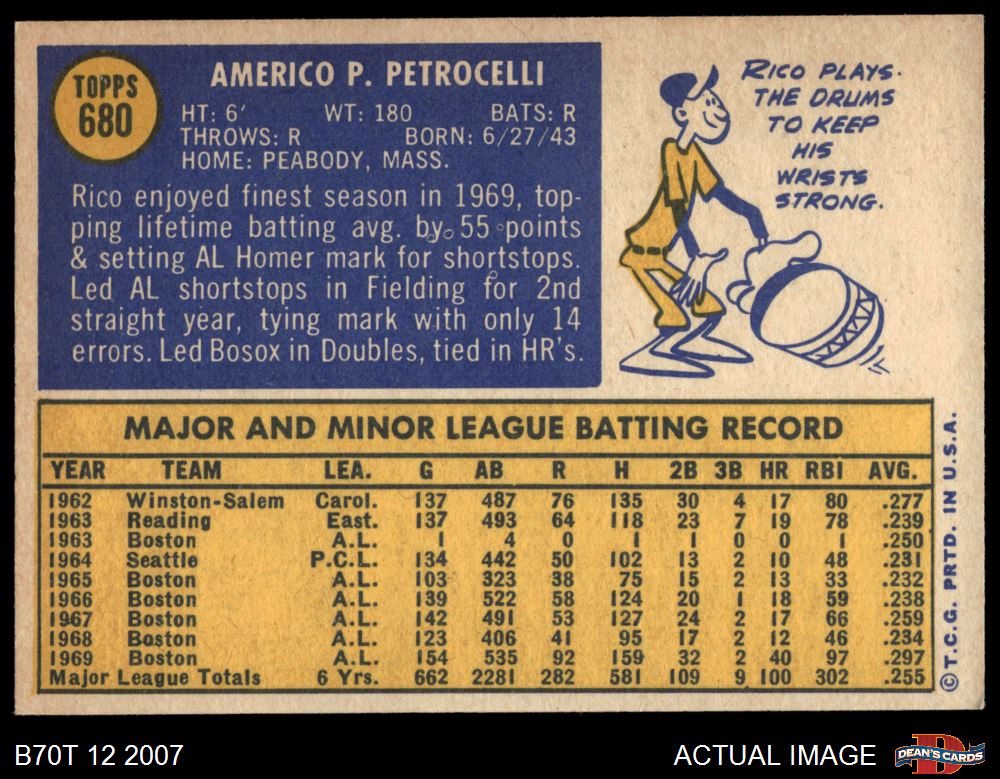 TOPPS
680
AMERICO P. PETROCELLI
HT: 6' WT: 180 BATS: R
THROWS: R BORN: 6/27/43
HOME: PEABODY, MASS.
Rico enjoyed finest season in 1969, top-
ping lifetime batting avg. by 55 points
& setting AL Homer mark for shortstops.
Led AL shortstops in Fielding for 2nd
straight year, tying mark with only 14
errors. Led Bosox in Doubles, tied in HR's.
RICO PLAYS
THE DRUMS
TO KEEP
HIS
WRISTS
STRONG.
MAJOR AND MINOR LEAGUE BATTING RECORD
YEAR TEAM LEA. G AB R H 2B 3B HR RBI AVG.
1962 Winston-Salem Carol. 137 487 76 135 30 4 17 80 .277
1963 Reading East. 137 493 64 118 23 7 19 78 .239
1963 Boston A.L. 1 4 0 1 1 0 0 1 .250
1964 Seattle P.C.L. 134 442 50 102 13 2 10 48 .231
1965 Boston A.L. 103 323 38 75 15 2 13 33 .232
1966 Boston A.L. 139 522 58 124 20 1 18 59 .238
1967 Boston A.L. 142 491 53 127 24 2 17 66 .259
1968 Boston A.L. 123 406 41 95 17 2 12 46 .234
1969 Boston A.L. 154 535 92 159 32 2 40 97 .297
Major League Totals 6 Yrs. 662 2281 282 581 109 9 100 302 .255
©T.C.G. PRTD. IN U.S.A.
B70T 12 2007
ACTUAL IMAGE
D
DEAN'S CARDS